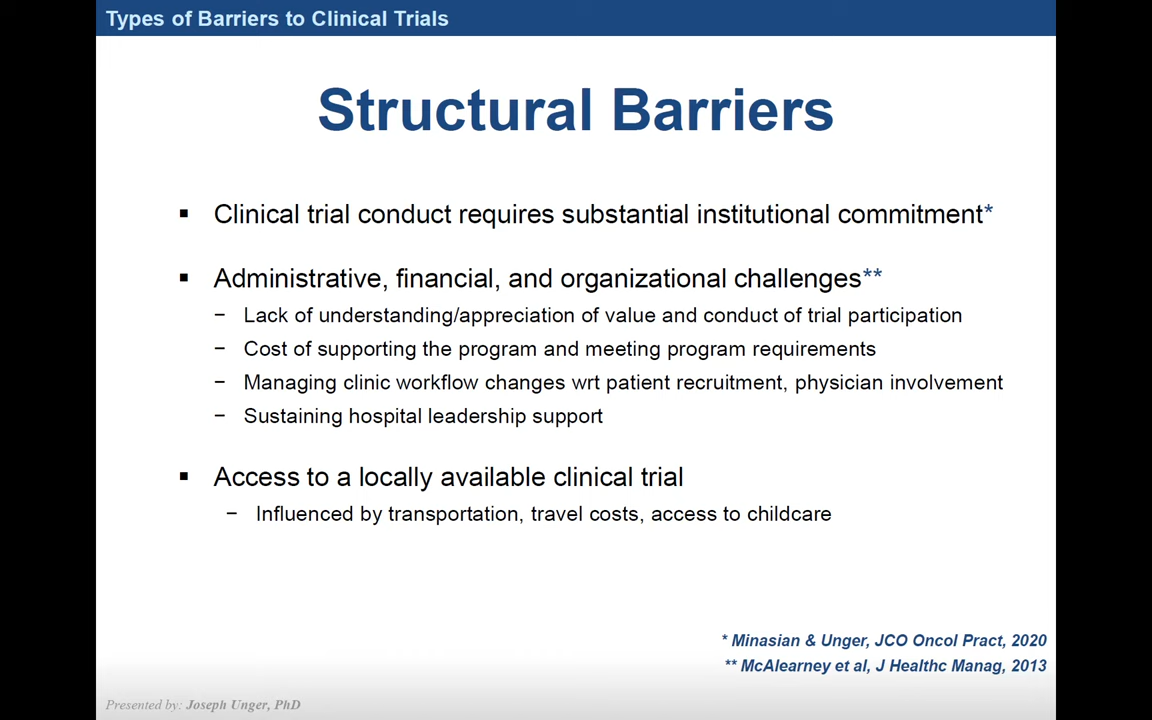 Types of Barriers to Clinical Trials
Structural Barriers
▪ Clinical trial conduct requires substantial institutional commitment*
▪ Administrative, financial, and organizational challenges**
− Lack of understanding/appreciation of value and conduct of trial participation
− Cost of supporting the program and meeting program requirements
− Managing clinic workflow changes wrt patient recruitment, physician involvement
− Sustaining hospital leadership support
▪ Access to a locally available clinical trial
− Influenced by transportation, travel costs, access to childcare
* Minasian & Unger, JCO Oncol Pract, 2020
** McAlearney et al, J Healthc Manag, 2013
Presented by: Joseph Unger, PhD